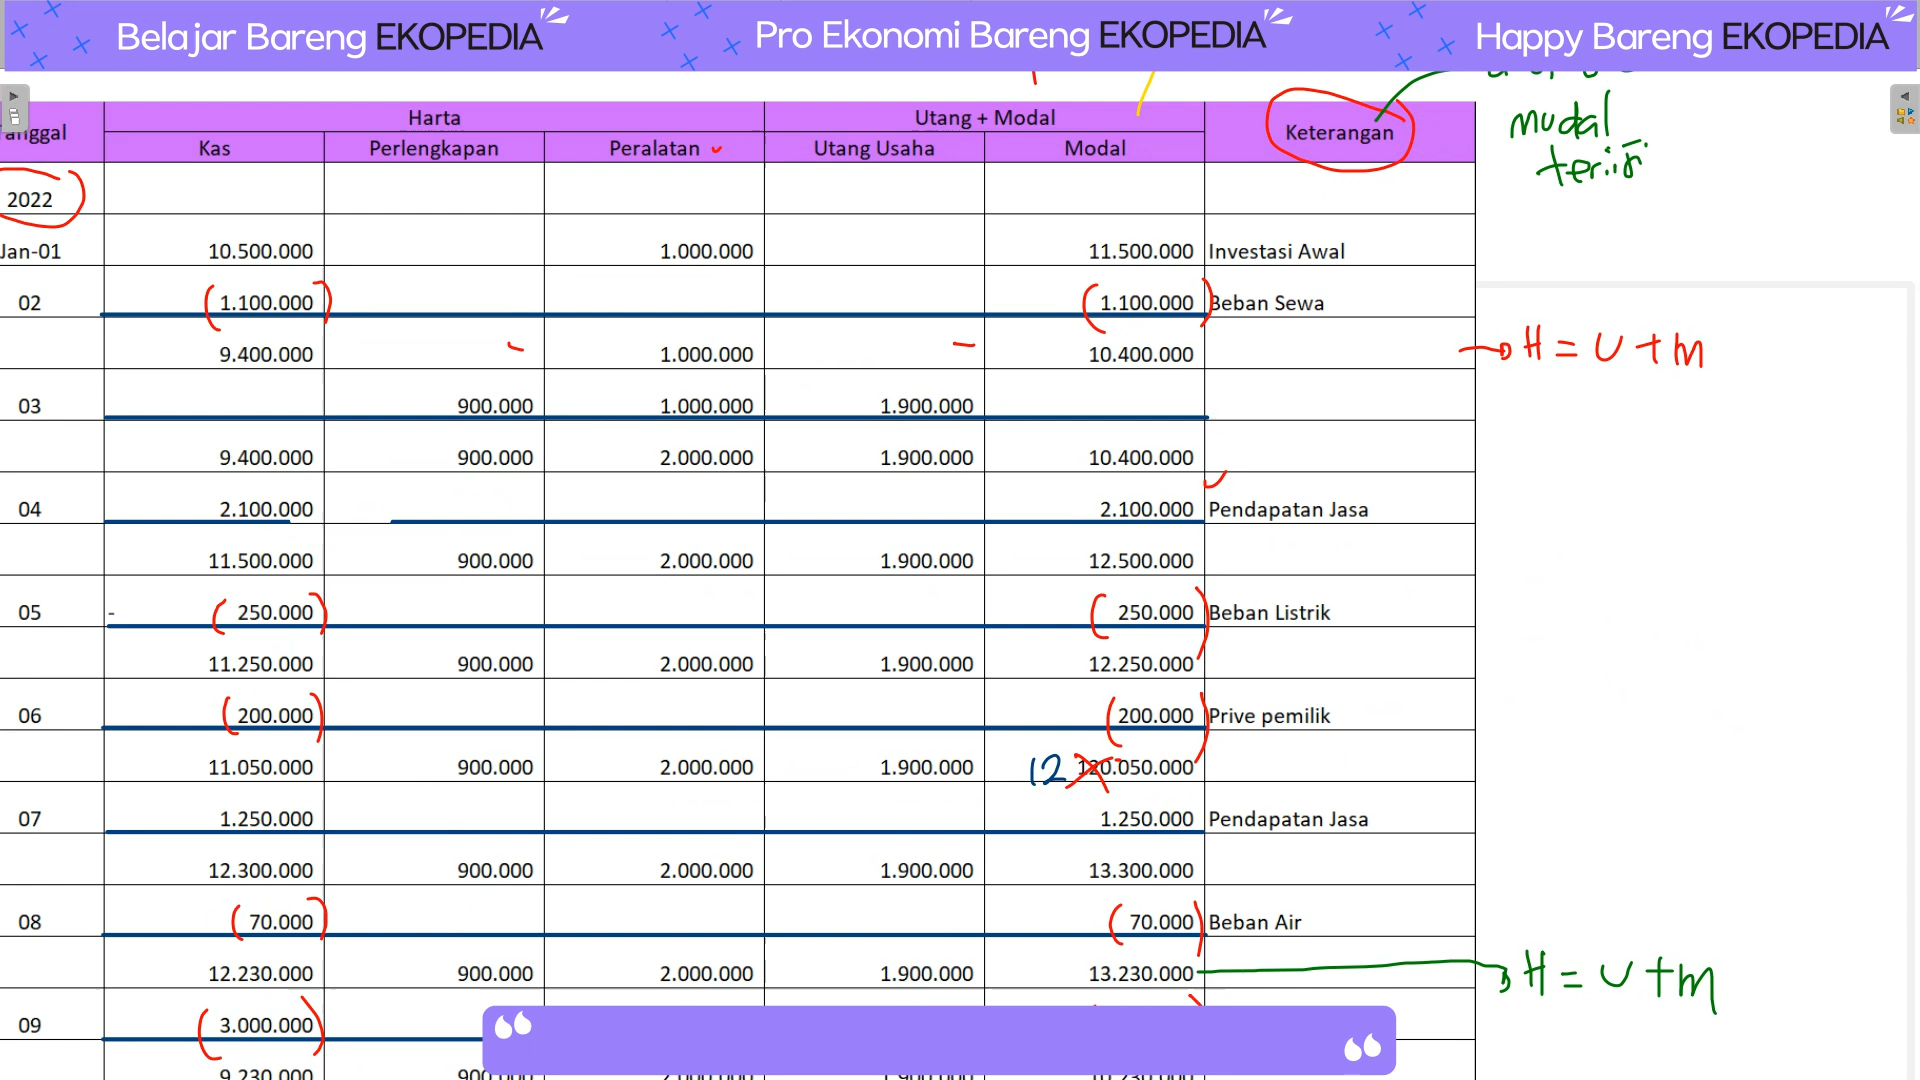 Belajar Bareng EKOPEDIA Pro Ekonomi Bareng EKOPEDIA Happy Bareng EKOPEDIA
anggal Harta Utang + Modal Keterangan
Kas Perlengkapan Peralatan Utang Usaha Modal
modal
2022
Jan-01 10.500.000 1.000.000 11.500.000 Investasi Awal
02 (1.100.000) (1.100.000) Beban Sewa
9.400.000 - 1.000.000 - 10.400.000 H = U + M
03 900.000 1.000.000 1.900.000
9.400.000 900.000 2.000.000 1.900.000 10.400.000
04 2.100.000 2.100.000 Pendapatan Jasa
11.500.000 900.000 2.000.000 1.900.000 12.500.000
05 - (250.000) (250.000) Beban Listrik
11.250.000 900.000 2.000.000 1.900.000 12.250.000
06 (200.000) (200.000) Prive pemilik
11.050.000 900.000 2.000.000 1.900.000 12 120.050.000
07 1.250.000 1.250.000 Pendapatan Jasa
12.300.000 900.000 2.000.000 1.900.000 13.300.000
08 (70.000) (70.000) Beban Air
12.230.000 900.000 2.000.000 1.900.000 13.230.000 H = U + M
09 (3.000.000)
9.230.000